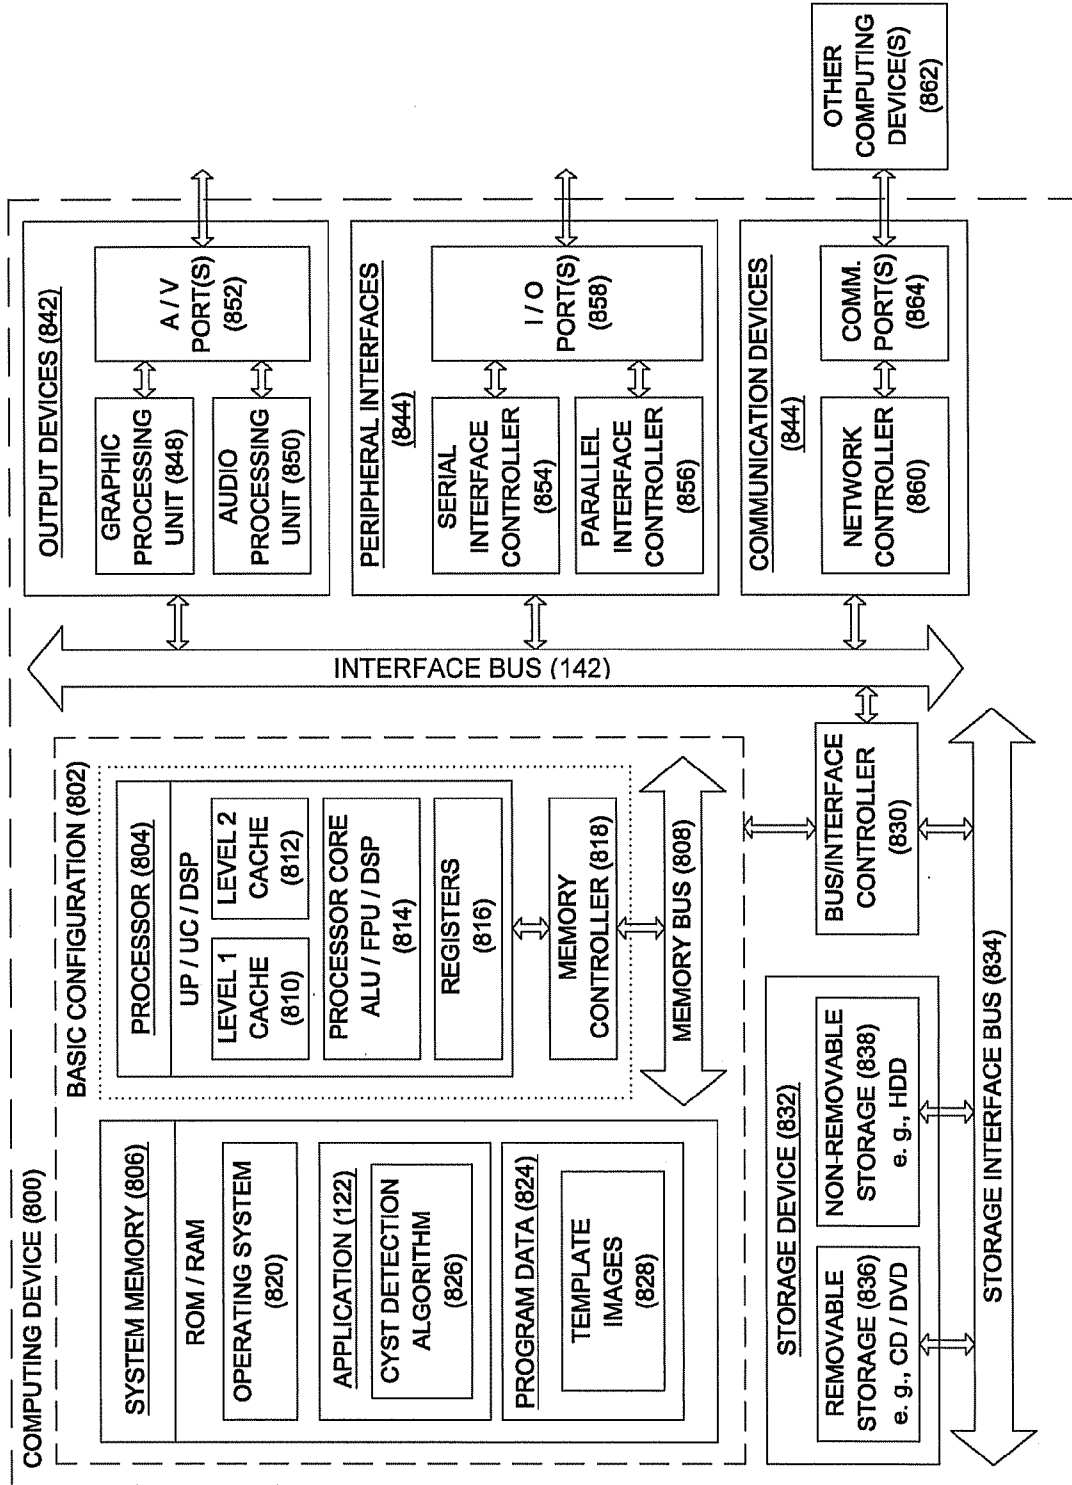 COMPUTING DEVICE (800)
BASIC CONFIGURATION (802)
SYSTEM MEMORY (806)
ROM / RAM
OPERATING SYSTEM
(820)
APPLICATION (122)
CYST DETECTION
ALGORITHM
(826)
PROGRAM DATA (824)
TEMPLATE
IMAGES
(828)
PROCESSOR (804)
UP / UC / DSP
LEVEL 1
CACHE
(810)
LEVEL 2
CACHE
(812)
PROCESSOR CORE
ALU / FPU / DSP
(814)
REGISTERS
(816)
MEMORY
CONTROLLER (818)
MEMORY BUS (808)
BUS/INTERFACE
CONTROLLER
(830)
STORAGE DEVICE (832)
REMOVABLE
STORAGE (836)
e. g., CD / DVD
NON-REMOVABLE
STORAGE (838)
e. g., HDD
STORAGE INTERFACE BUS (834)
INTERFACE BUS (142)
OUTPUT DEVICES (842)
GRAPHIC
PROCESSING
UNIT (848)
AUDIO
PROCESSING
UNIT (850)
A / V
PORT(S)
(852)
PERIPHERAL INTERFACES
(844)
SERIAL
INTERFACE
CONTROLLER
(854)
PARALLEL
INTERFACE
CONTROLLER
(856)
I / O
PORT(S)
(858)
COMMUNICATION DEVICES
(844)
NETWORK
CONTROLLER
(860)
COMM.
PORT(S)
(864)
OTHER
COMPUTING
DEVICE(S)
(862)